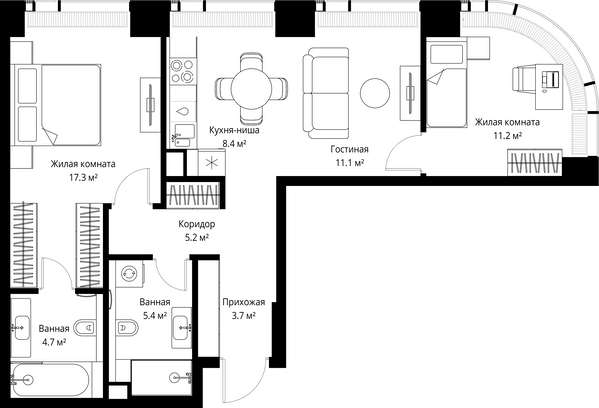 Кухня-ниша
8.4 м²
Гостиная
11.1 м²
Жилая комната
11.2 м²
Жилая комната
17.3 м²
Коридор
5.2 м²
Ванная
5.4 м²
Прихожая
3.7 м²
Ванная
4.7 м²